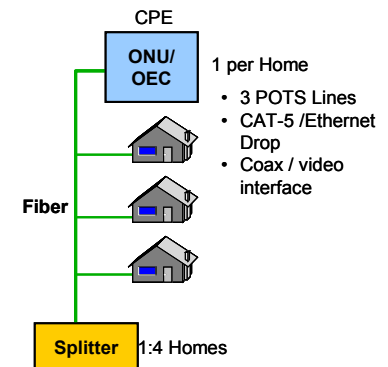 CPE
ONU/
OEC
1 per Home
• 3 POTS Lines
• CAT-5 /Ethernet
Drop
• Coax / video
interface
Fiber
Splitter
1:4 Homes